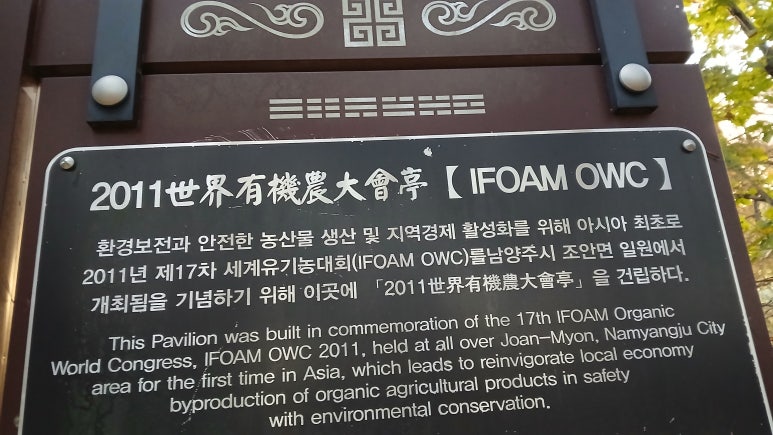 2011世界有機農大會亭【 IFOAM OWC 】
환경보전과 안전한 농산물 생산 및 지역경제 활성화를 위해 아시아 최초로
2011년 제17차 세계유기농대회(IFOAM OWC)를남양주시 조안면 일원에서
개최됨을 기념하기 위해 이곳에 「2011世界有機農大會亭」을 건립하다.
This Pavilion was built in commemoration of the 17th IFOAM Organic
World Congress, IFOAM OWC 2011, held at all over Joan-Myon, Namyangju City
area for the first time in Asia, which leads to reinvigorate local economy
byproduction of organic agricultural products in safety
with environmental conservation.